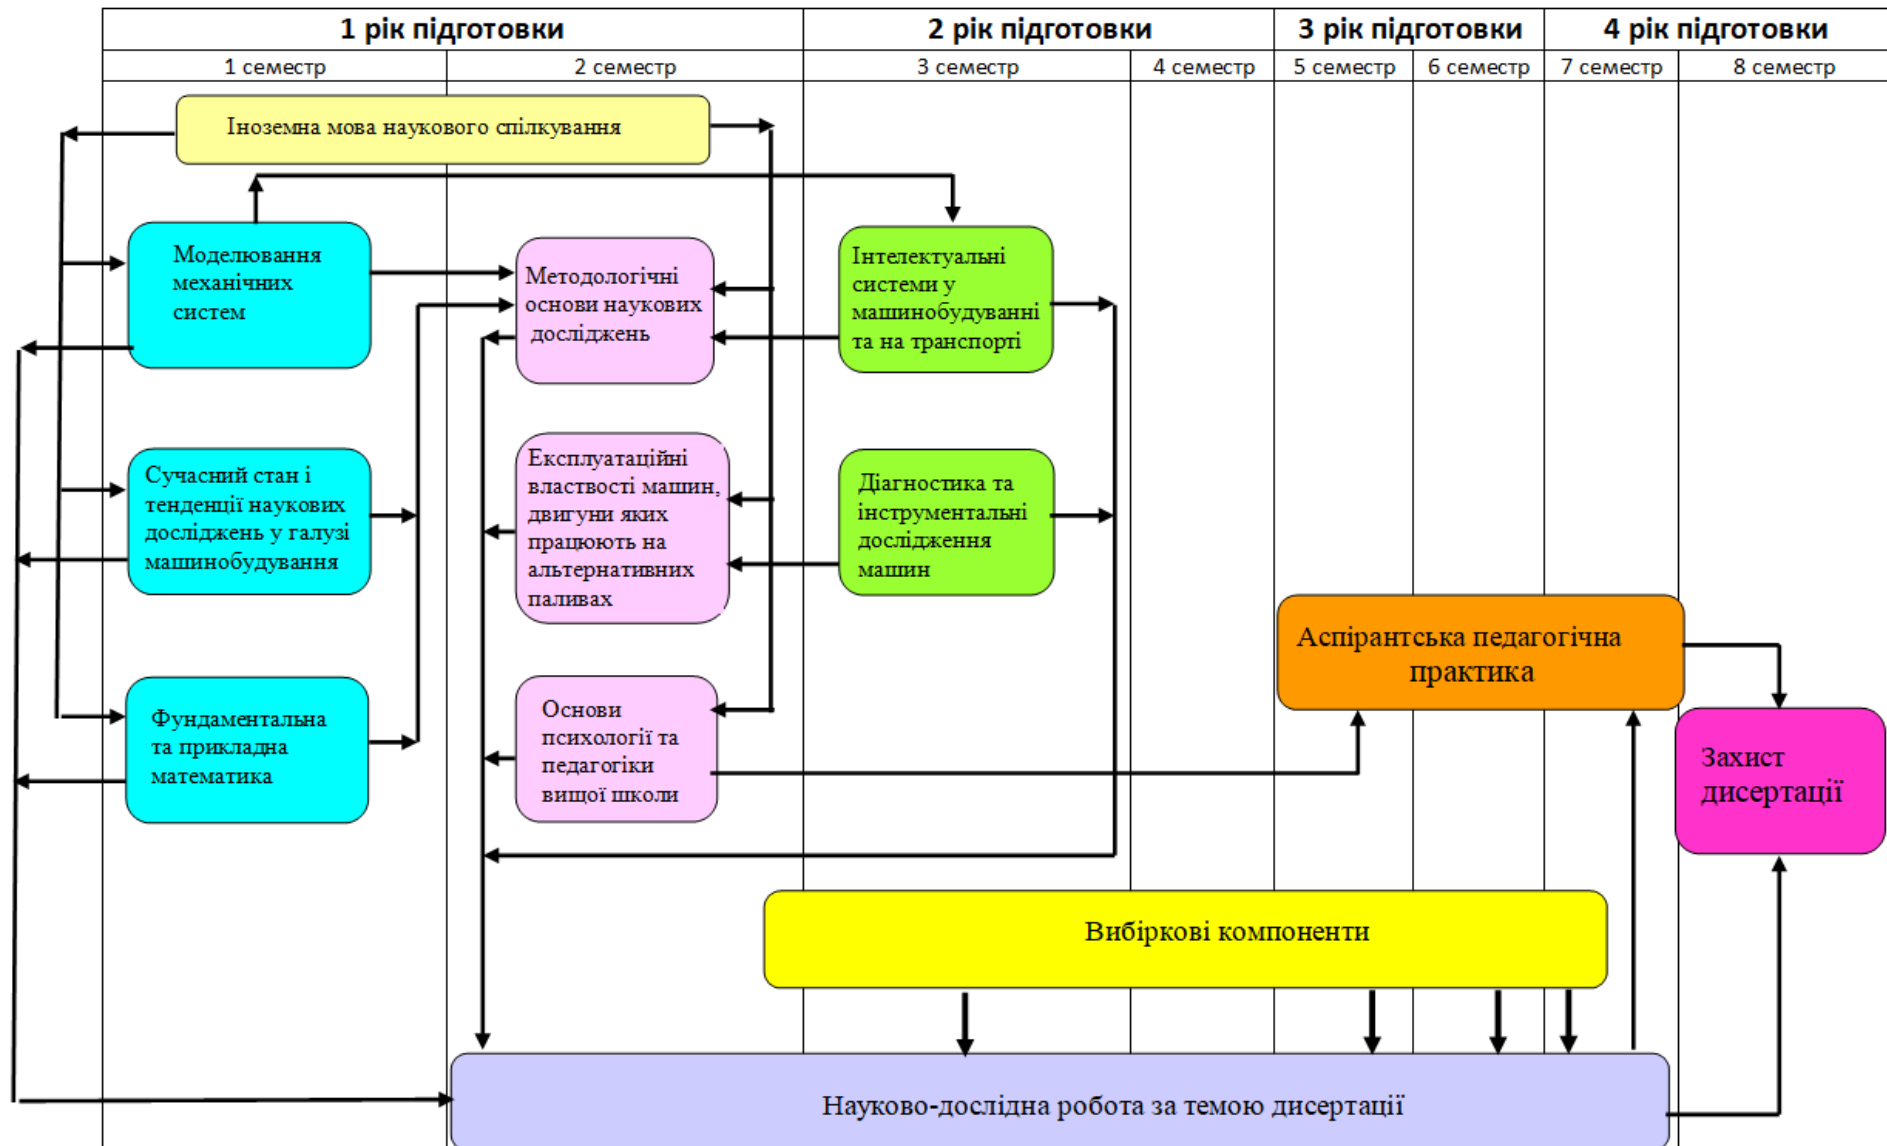 1 рік підготовки
2 рік підготовки
3 рік підготовки
4 рік підготовки
1 семестр
2 семестр
3 семестр
4 семестр
5 семестр
6 семестр
7 семестр
8 семестр
Іноземна мова наукового спілкування
Моделювання
механічних
систем
Методологічні
основи наукових
досліджень
Інтелектуальні
системи у
машинобудуванні
та на транспорті
Сучасний стан і
тенденції наукових
досліджень у галузі
машинобудування
Експлуатаційні
властвості машин,
двигуни яких
працюють на
альтернативних
паливах
Діагностика та
інструментальні
дослідження
машин
Аспірантська педагогічна
практика
Фундаментальна
та прикладна
математика
Основи
психології та
педагогіки
вищої школи
Захист
дисертації
Вибіркові компоненти
Науково-дослідна робота за темою дисертації